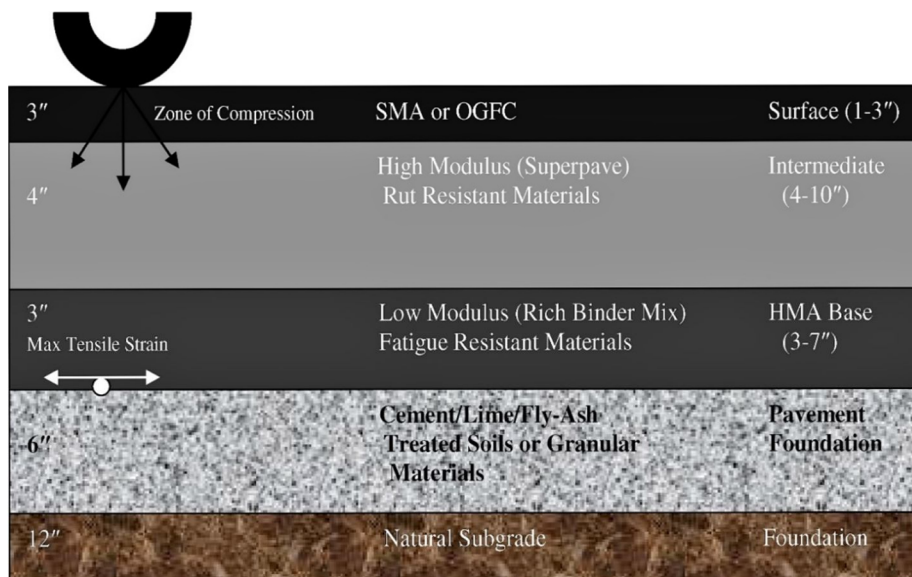 3″ Zone of Compression SMA or OGFC Surface (1-3″)
High Modulus (Superpave) Intermediate
4″ Rut Resistant Materials (4-10″)
3″ Low Modulus (Rich Binder Mix) HMA Base
Max Tensile Strain Fatigue Resistant Materials (3-7″)
Cement/Lime/Fly-Ash Pavement
6″ Treated Soils or Granular Foundation
Materials
12″ Natural Subgrade Foundation